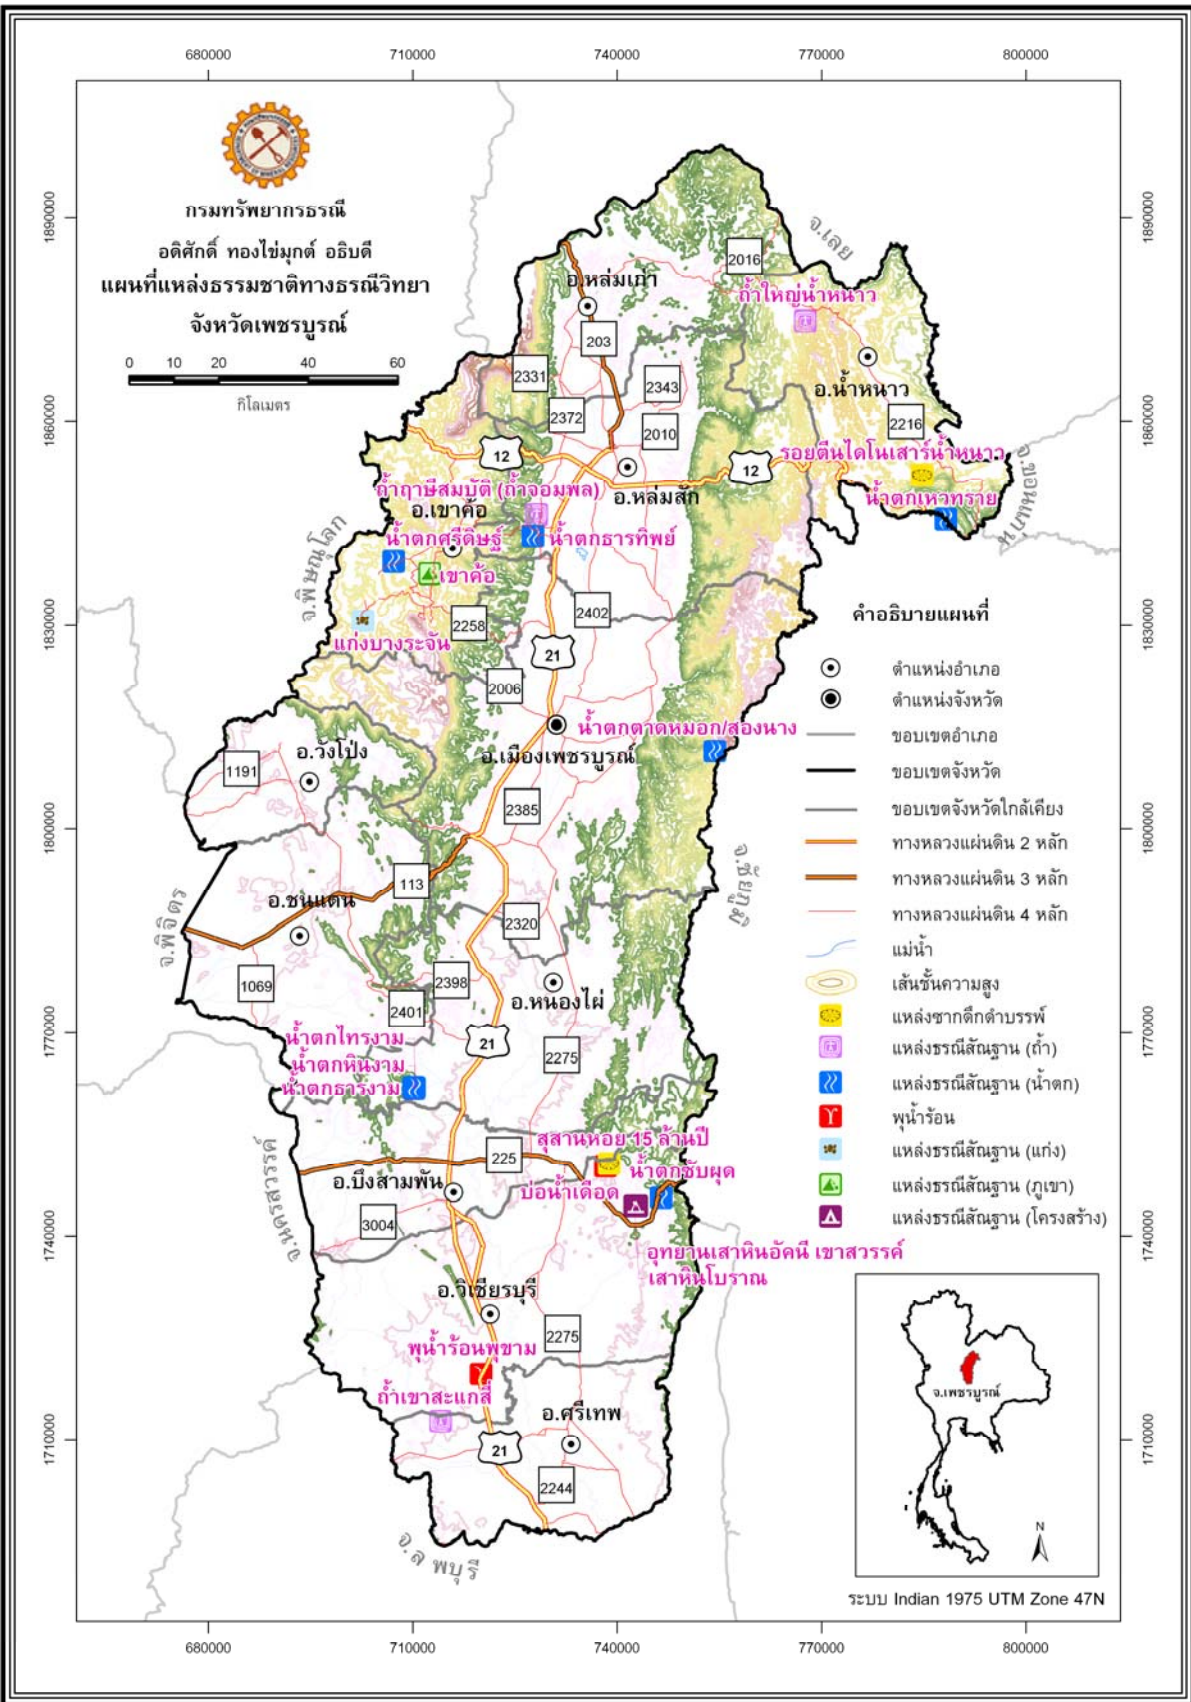 680000 710000 740000 770000 800000
1890000
1860000
1830000
1800000
1770000
1740000
1710000
กรมทรัพยากรธรณี
อดิศักดิ์ ทองไข่มุกต์ อธิบดี
แผนที่แหล่งธรรมชาติทางธรณีวิทยา
จังหวัดเพชรบูรณ์
0 10 20 40 60
กิโลเมตร
จ.เลย
2016
อ.หล่มเก่า
ถ้ำใหญ่น้ำหนาว
203
2331
2343
อ.น้ำหนาว
2372
2010
2216
12
12
รอยตีนไดโนเสาร์น้ำหนาว
จ.ขอนแก่น
ถ้ำฤาษีสมบัติ (ถ้ำจอมพล)
อ.หล่มสัก
น้ำตกเหวทราย
อ.เขาค้อ
น้ำตกศรีดิษฐ์
น้ำตกธารทิพย์
จ.พิษณุโลก
เขาค้อ
2402
2258
แก่งบางระจัน
21
2006
น้ำตกตาดหมอก/สองนาง
อ.วังโป่ง
อ.เมืองเพชรบูรณ์
1191
2385
113
จ.ชัยภูมิ
อ.ชนแดน
จ.พิจิตร
2320
1069
2398
2401
อ.หนองไผ่
น้ำตกไทรงาม
น้ำตกหินงาม
น้ำตกธารงาม
21
2275
สุสานหอย 15 ล้านปี
225
น้ำตกซับผุด
จ.นครสวรรค์
อ.บึงสามพัน
บ่อน้ำเดือด
3004
อุทยานเสาหินอัคนี เขาสวรรค์
เสาหินโบราณ
อ.วิเชียรบุรี
2275
พุน้ำร้อนพุขาม
ถ้ำเขาสะแกสี่
อ.ศรีเทพ
21
2244
จ.ลพบุรี
คำอธิบายแผนที่
ตำแหน่งอำเภอ
ตำแหน่งจังหวัด
ขอบเขตอำเภอ
ขอบเขตจังหวัด
ขอบเขตจังหวัดใกล้เคียง
ทางหลวงแผ่นดิน 2 หลัก
ทางหลวงแผ่นดิน 3 หลัก
ทางหลวงแผ่นดิน 4 หลัก
แม่น้ำ
เส้นชั้นความสูง
แหล่งซากดึกดำบรรพ์
แหล่งธรณีสัณฐาน (ถ้ำ)
แหล่งธรณีสัณฐาน (น้ำตก)
พุน้ำร้อน
แหล่งธรณีสัณฐาน (แก่ง)
แหล่งธรณีสัณฐาน (ภูเขา)
แหล่งธรณีสัณฐาน (โครงสร้าง)
จ.เพชรบูรณ์
N
ระบบ Indian 1975 UTM Zone 47N
1890000
1860000
1830000
1800000
1770000
1740000
1710000
680000 710000 740000 770000 800000